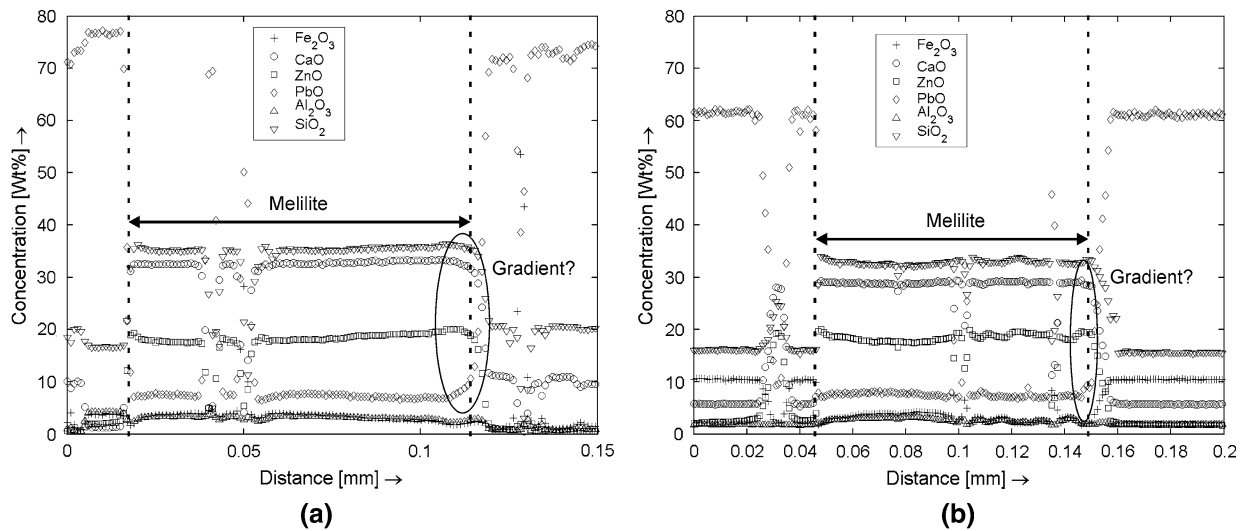 80
70
60
50
40
30
20
10
0
Concentration [Wt%] →
Fe2O3
CaO
ZnO
PbO
Al2O3
SiO2
Melilite
Gradient?
0
0.05
0.1
0.15
Distance [mm] →
(a)
80
70
60
50
40
30
20
10
0
Concentration [Wt%] →
Fe2O3
CaO
ZnO
PbO
Al2O3
SiO2
Melilite
Gradient?
0
0.02
0.04
0.06
0.08
0.1
0.12
0.14
0.16
0.18
0.2
Distance [mm] →
(b)